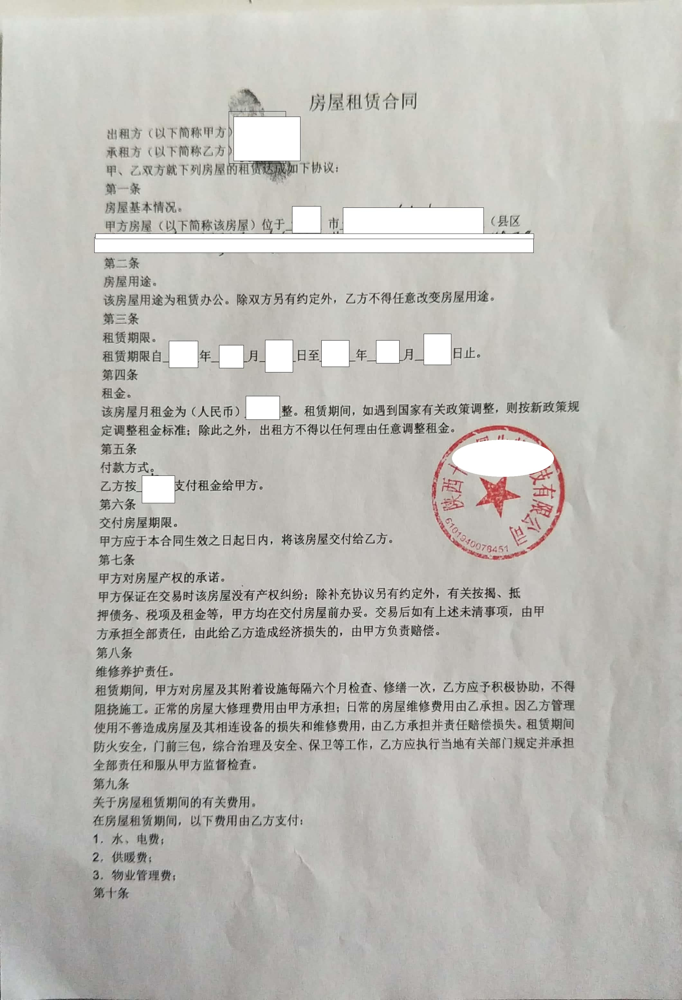 房屋租赁合同
出租方（以下简称甲方）
承租方（以下简称乙方）
甲、乙双方就下列房屋的租赁达成如下协议：
第一条
房屋基本情况。
甲方房屋（以下简称该房屋）位于 市 （县区
第二条
房屋用途。
该房屋用途为租赁办公。除双方另有约定外，乙方不得任意改变房屋用途。
第三条
租赁期限。
租赁期限自 年 月 日至 年 月 日止。
第四条
租金。
该房屋月租金为（人民币） 整。租赁期间，如遇到国家有关政策调整，则按新政策规
定调整租金标准；除此之外，出租方不得以任何理由任意调整租金。
第五条
付款方式。
乙方按 支付租金给甲方。
第六条
交付房屋期限。
甲方应于本合同生效之日起日内，将该房屋交付给乙方。
陕西 技有限公司
6101940078451
第七条
甲方对房屋产权的承诺。
甲方保证在交易时该房屋没有产权纠纷；除补充协议另有约定外，有关按揭、抵
押债务、税项及租金等，甲方均在交付房屋前办妥。交易后如有上述未清事项，由甲
方承担全部责任，由此给乙方造成经济损失的，由甲方负责赔偿。
第八条
维修养护责任。
租赁期间，甲方对房屋及其附着设施每隔六个月检查、修缮一次，乙方应予积极协助，不得
阻挠施工。正常的房屋大修理费用由甲方承担；日常的房屋维修费用由乙承担。因乙方管理
使用不善造成房屋及其相连设备的损失和维修费用，由乙方承担并责任赔偿损失。租赁期间
防火安全，门前三包，综合治理及安全、保卫等工作，乙方应执行当地有关部门规定并承担
全部责任和服从甲方监督检查。
第九条
关于房屋租赁期间的有关费用。
在房屋租赁期间，以下费用由乙方支付：
1．水、电费；
2．供暖费；
3．物业管理费；
第十条